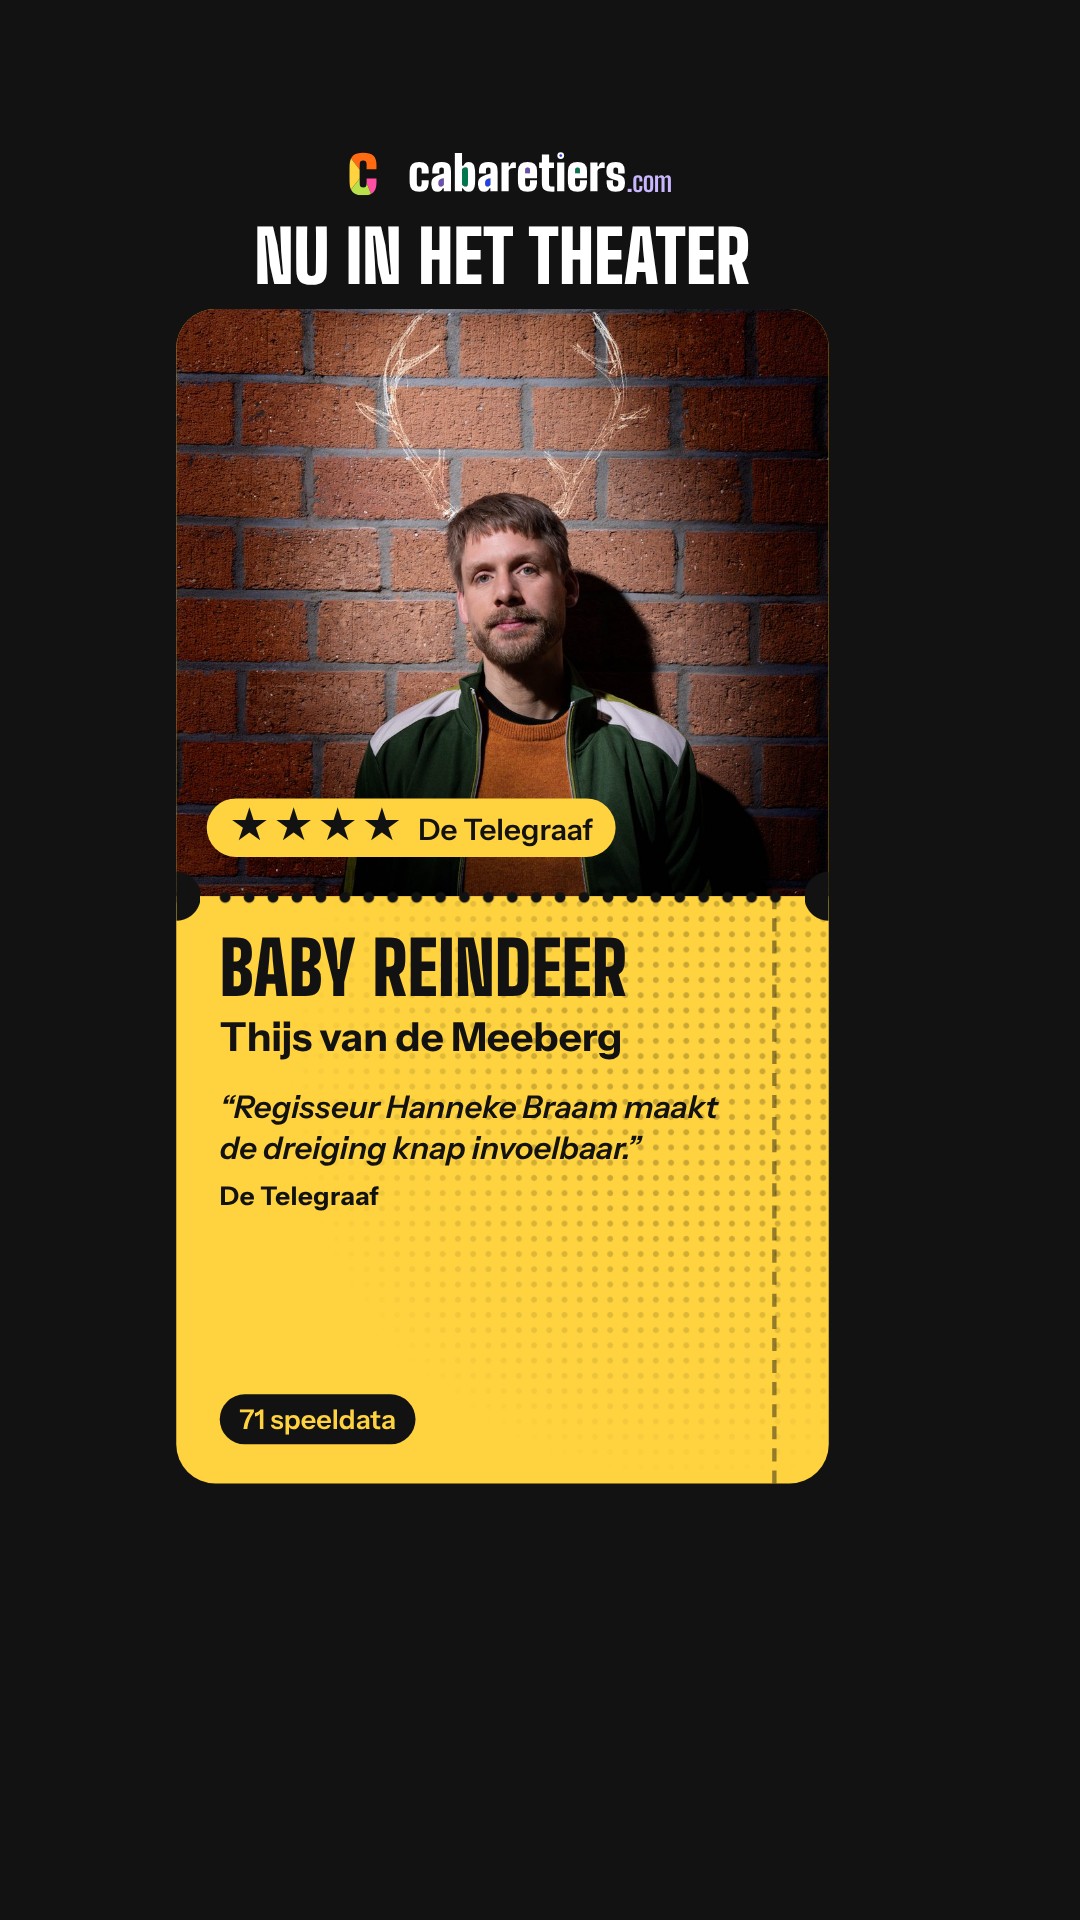 cabaretiers.com
NU IN HET THEATER
★★★★ De Telegraaf
BABY REINDEER
Thijs van de Meeberg
“Regisseur Hanneke Braam maakt
de dreiging knap invoelbaar.”
De Telegraaf
71 speeldata